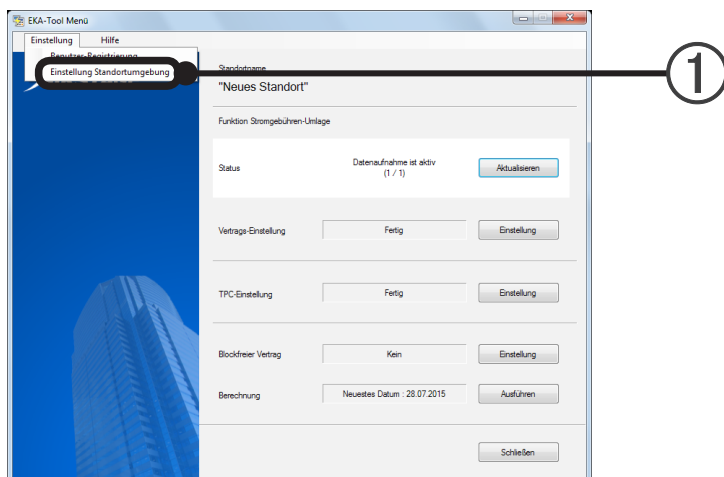 EKA-Tool Menü
Einstellung Hilfe
Benutzer-Registrierung
Einstellung Standortumgebung
1
Standortname
"Neues Standort"
Funktion Stromgebühren-Umlage
Status
Datenaufnahme ist aktiv
(1 / 1)
Aktualisieren
Vertrags-Einstellung Fertig Einstellung
TPC-Einstellung Fertig Einstellung
Blockfreier Vertrag Kein Einstellung
Berechnung Neuestes Datum : 28.07.2015 Ausführen
Schließen